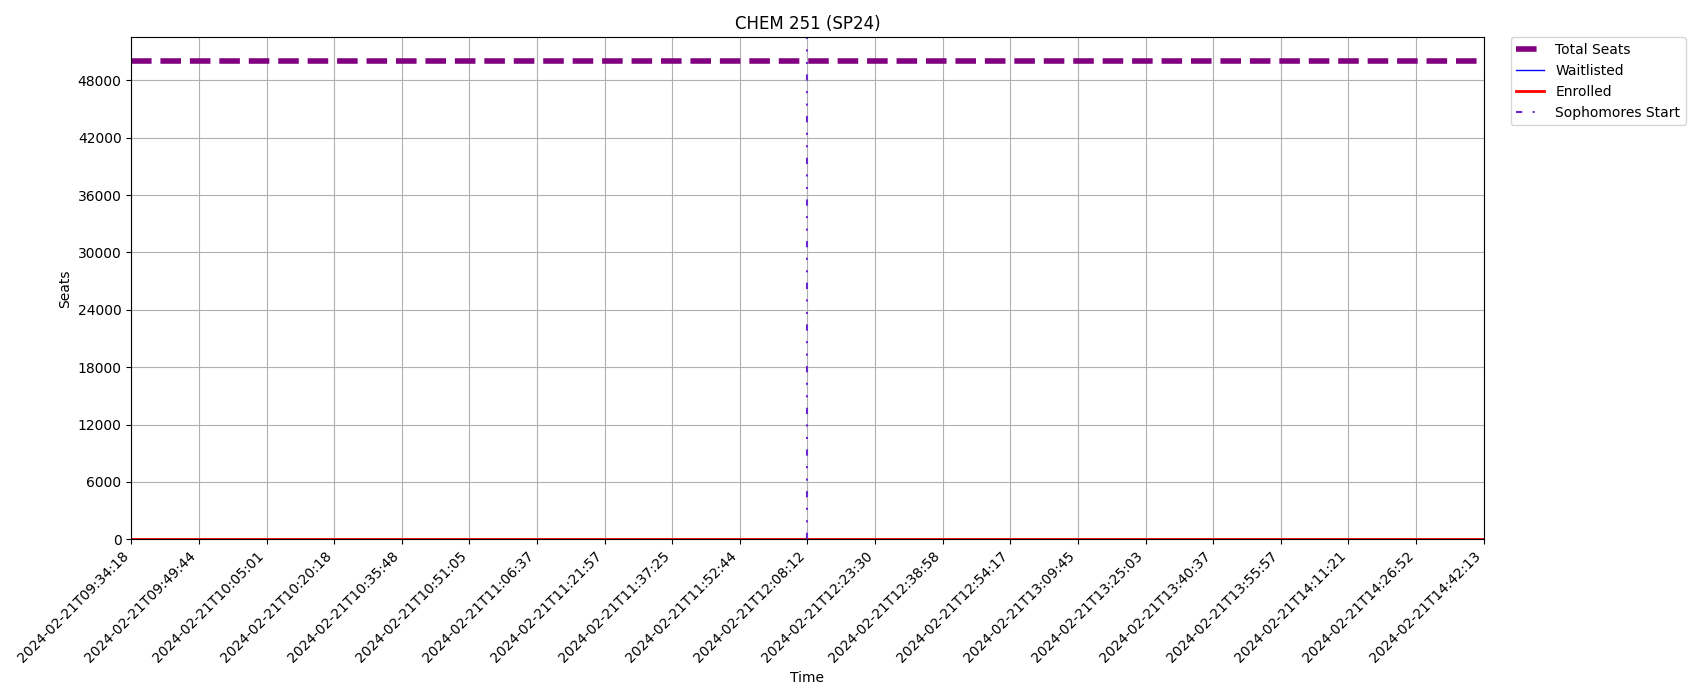 CHEM 251 (SP24)
Total Seats
Waitlisted
Enrolled
Sophomores Start
Seats
48000
42000
36000
30000
24000
18000
12000
6000
0
2024-02-21T09:34:18
2024-02-21T09:49:44
2024-02-21T10:05:01
2024-02-21T10:20:18
2024-02-21T10:35:48
2024-02-21T10:51:05
2024-02-21T11:06:37
2024-02-21T11:21:57
2024-02-21T11:37:25
2024-02-21T11:52:44
2024-02-21T12:08:12
2024-02-21T12:23:30
2024-02-21T12:38:58
2024-02-21T12:54:17
2024-02-21T13:09:45
2024-02-21T13:25:03
2024-02-21T13:40:37
2024-02-21T13:55:57
2024-02-21T14:11:21
2024-02-21T14:26:52
2024-02-21T14:42:13
Time